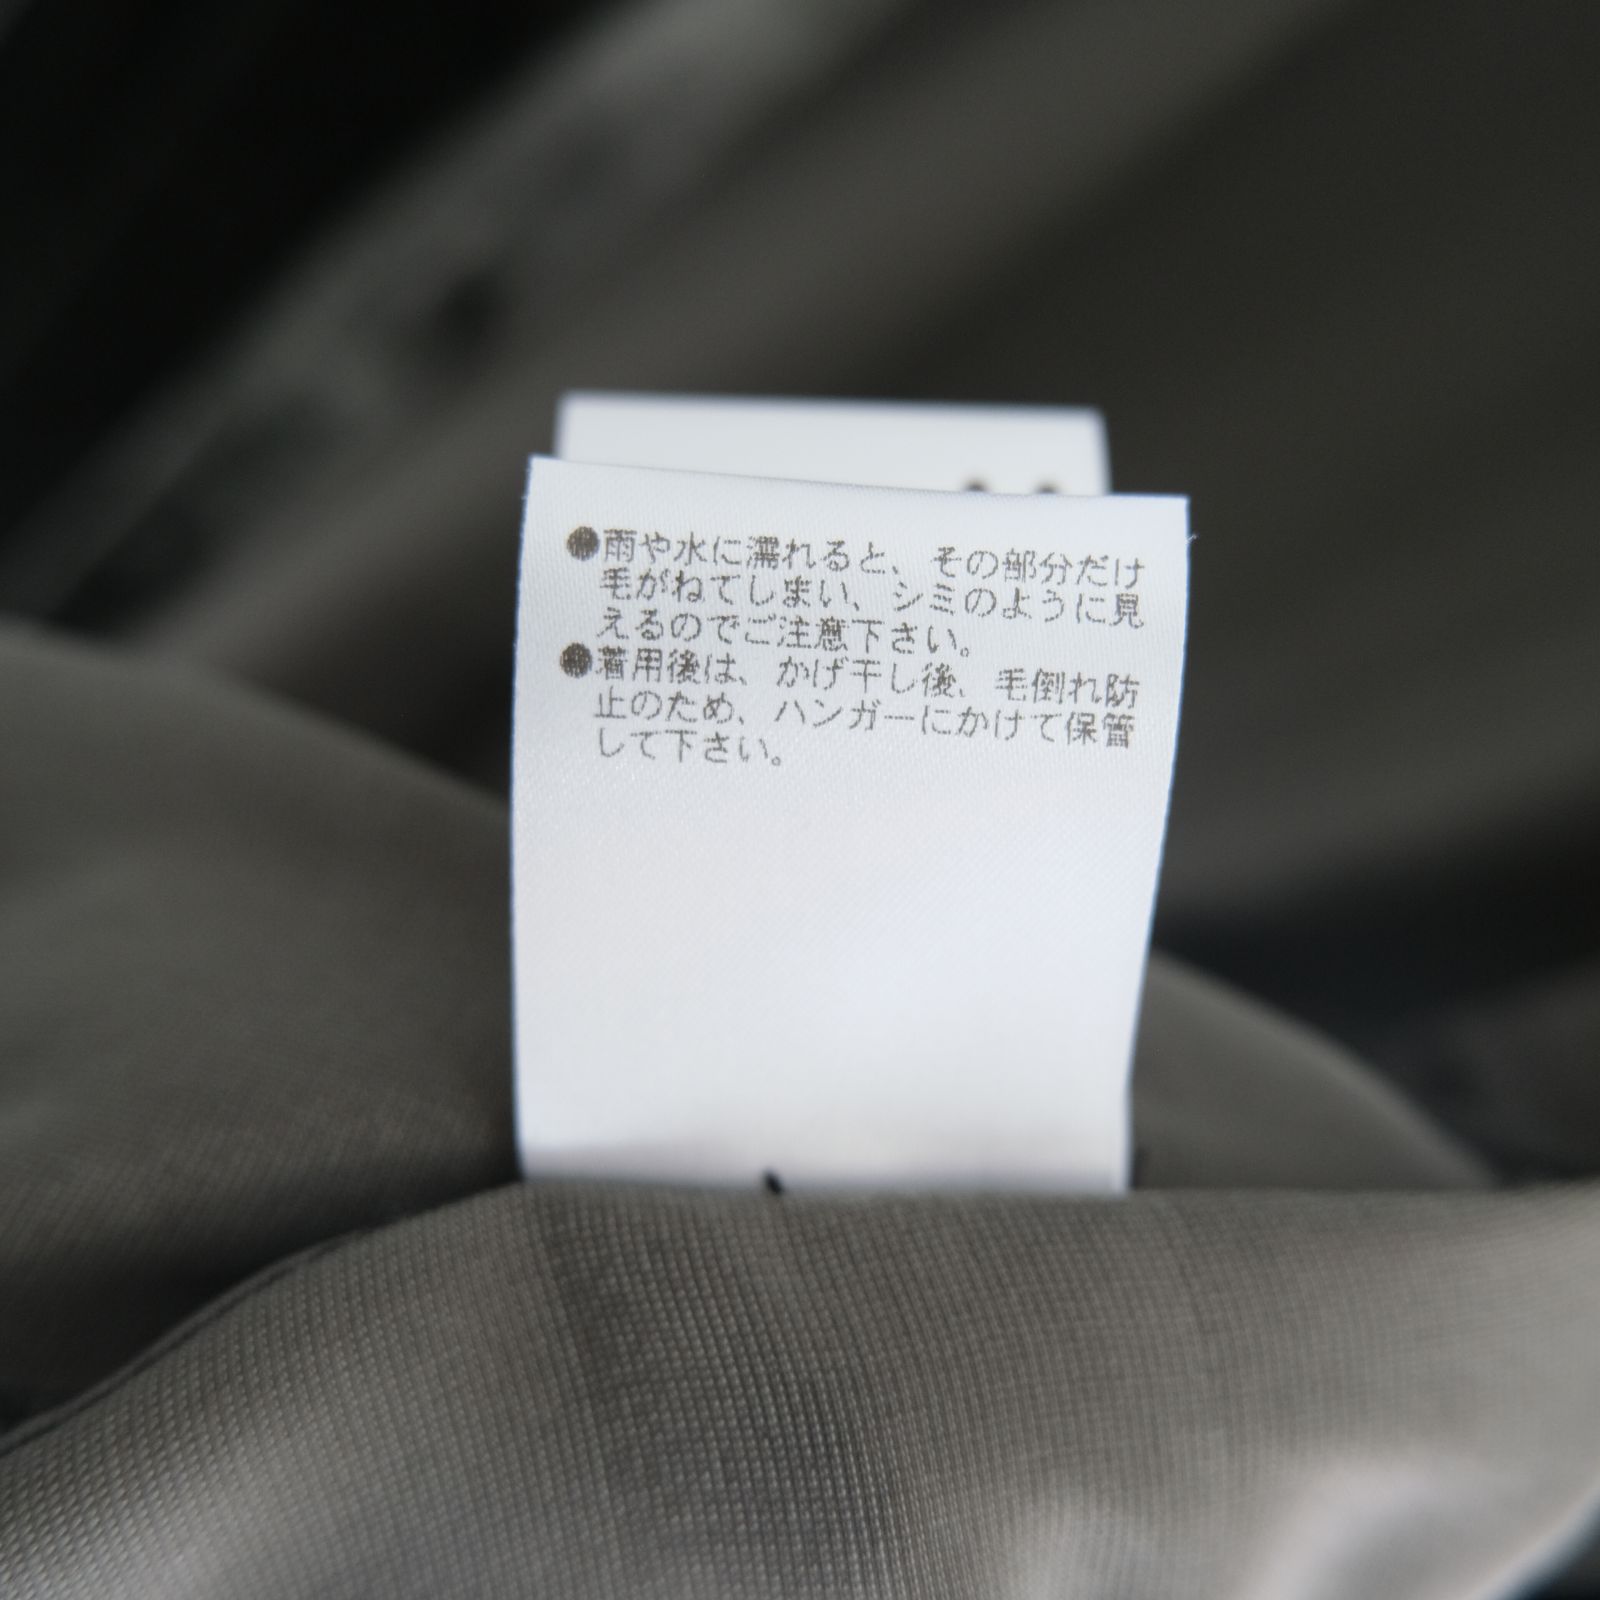 ●雨や水に濡れると、その部分だけ
毛がねてしまい、シミのように見
えるのでご注意下さい。
●着用後は、かげ干し後、毛倒れ防
止のため、ハンガーにかけて保管
して下さい。